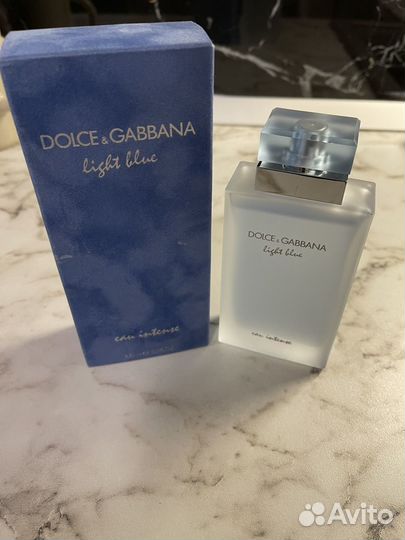 DOLCE & GABBANA
light blue
eau intense
DOLCE & GABBANA
light blue
eau intense
Avito